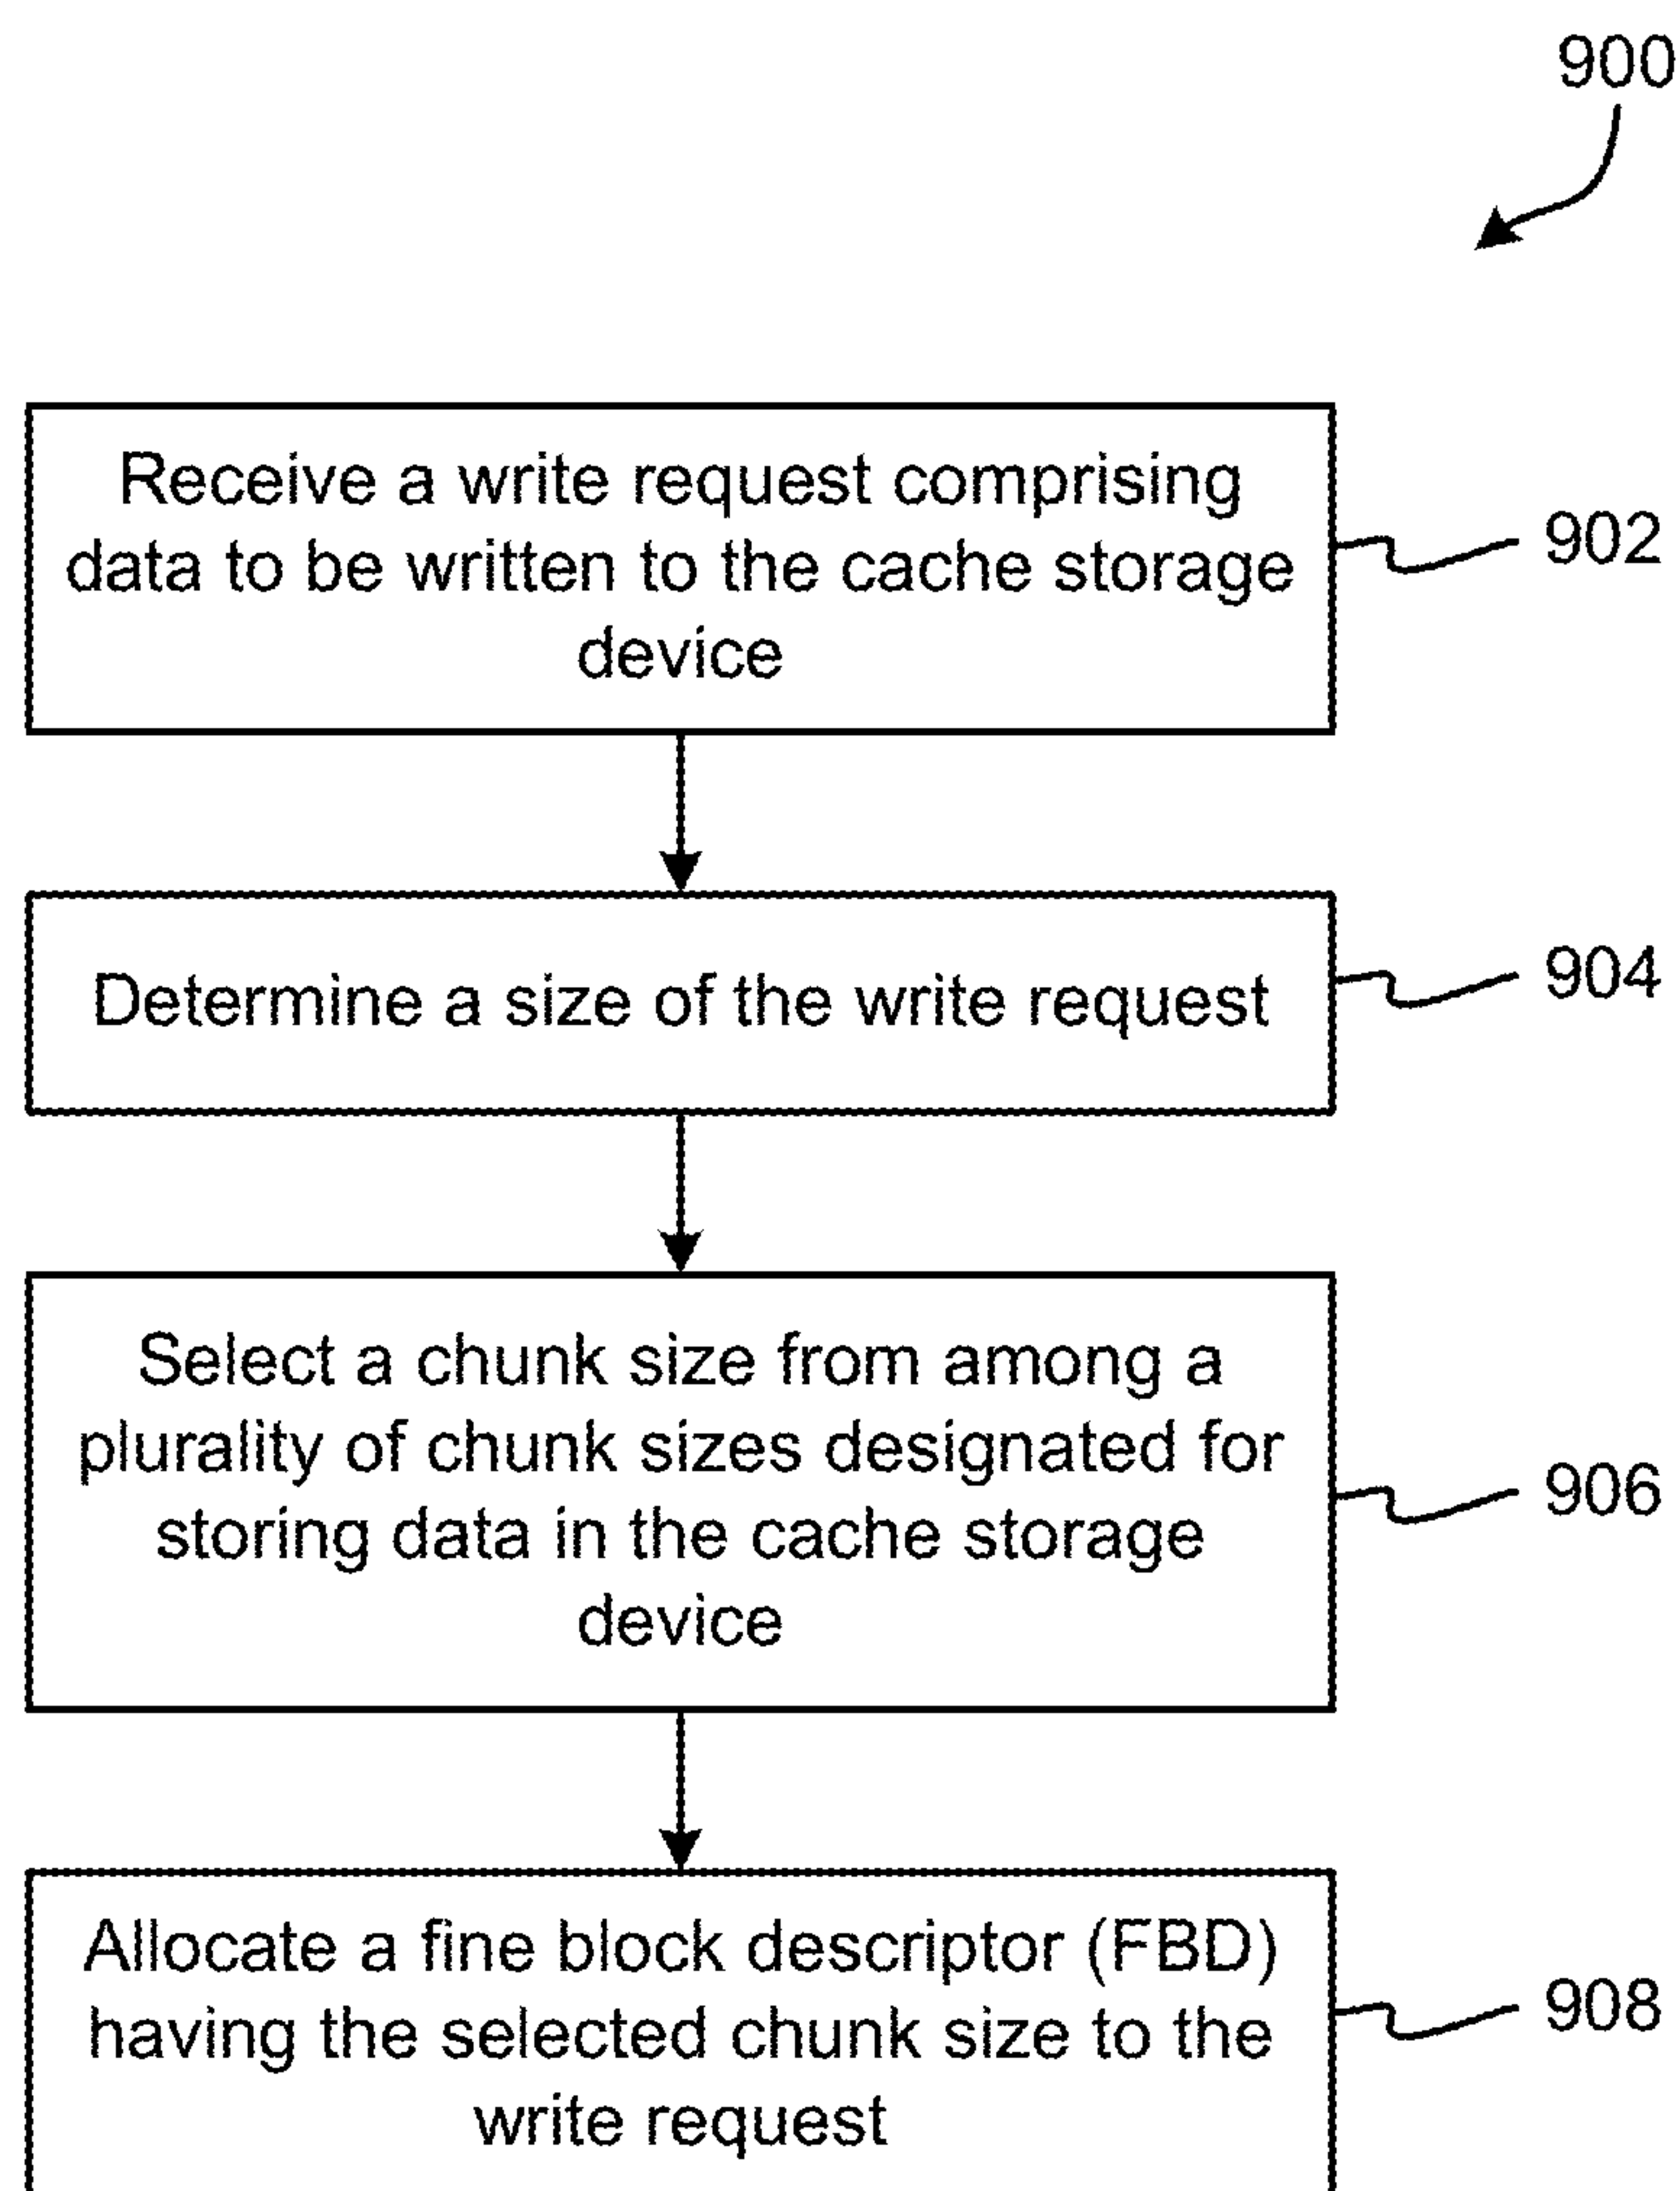 900
Receive a write request comprising
data to be written to the cache storage
device
902
Determine a size of the write request
904
Select a chunk size from among a
plurality of chunk sizes designated for
storing data in the cache storage
device
906
Allocate a fine block descriptor (FBD)
having the selected chunk size to the
write request
908